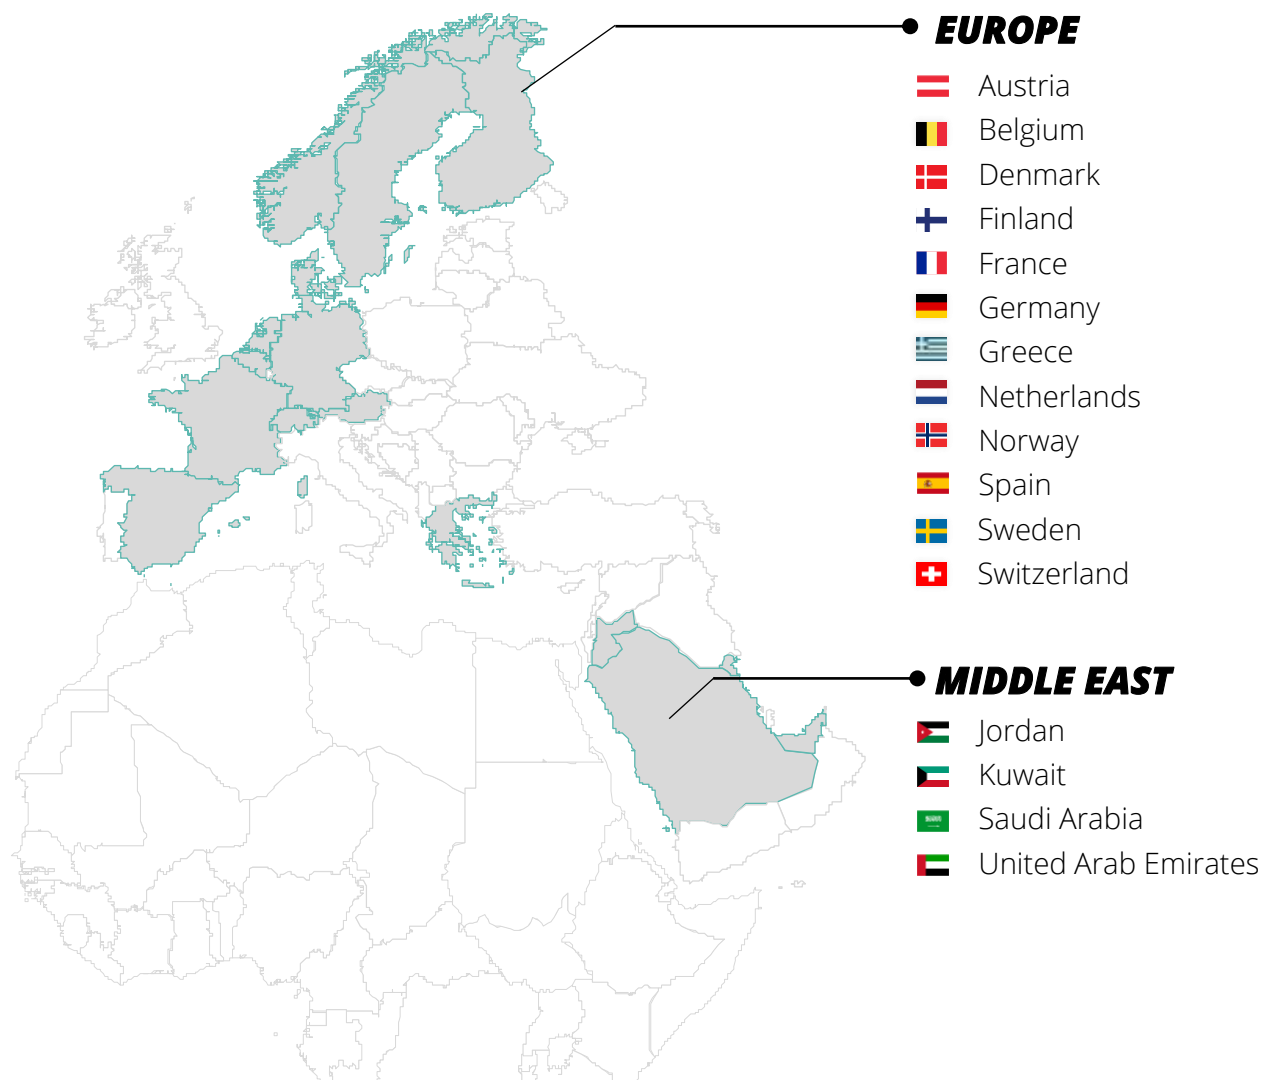 EUROPE
Austria
Belgium
Denmark
Finland
France
Germany
Greece
Netherlands
Norway
Spain
Sweden
Switzerland
MIDDLE EAST
Jordan
Kuwait
Saudi Arabia
United Arab Emirates